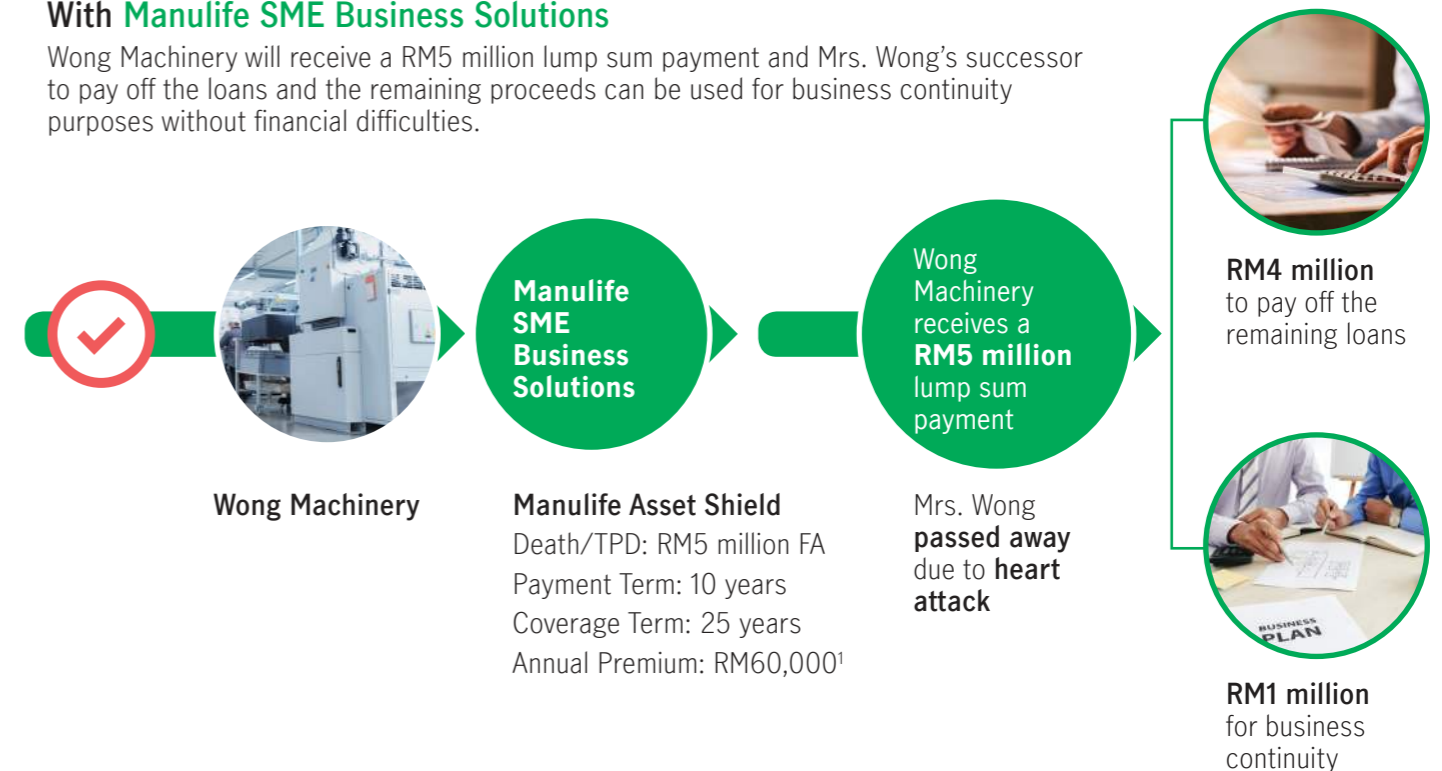 With Manulife SME Business Solutions
Wong Machinery will receive a RM5 million lump sum payment and Mrs. Wong's successor
to pay off the loans and the remaining proceeds can be used for business continuity
purposes without financial difficulties.
Wong Machinery
Manulife
SME
Business
Solutions
Manulife Asset Shield
Death/TPD: RM5 million FA
Payment Term: 10 years
Coverage Term: 25 years
Annual Premium: RM60,000¹
Wong
Machinery
receives a
RM5 million
lump sum
payment
Mrs. Wong
passed away
due to heart
attack
RM4 million
to pay off the
remaining loans
BUSINESS
PLAN
RM1 million
for business
continuity